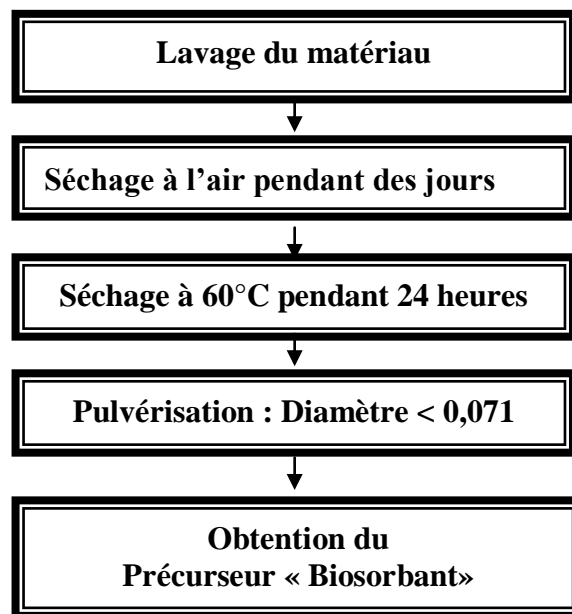 Lavage du matériau
Séchage à l’air pendant des jours
Séchage à 60°C pendant 24 heures
Pulvérisation : Diamètre < 0,071
Obtention du
Précurseur « Biosorbant»